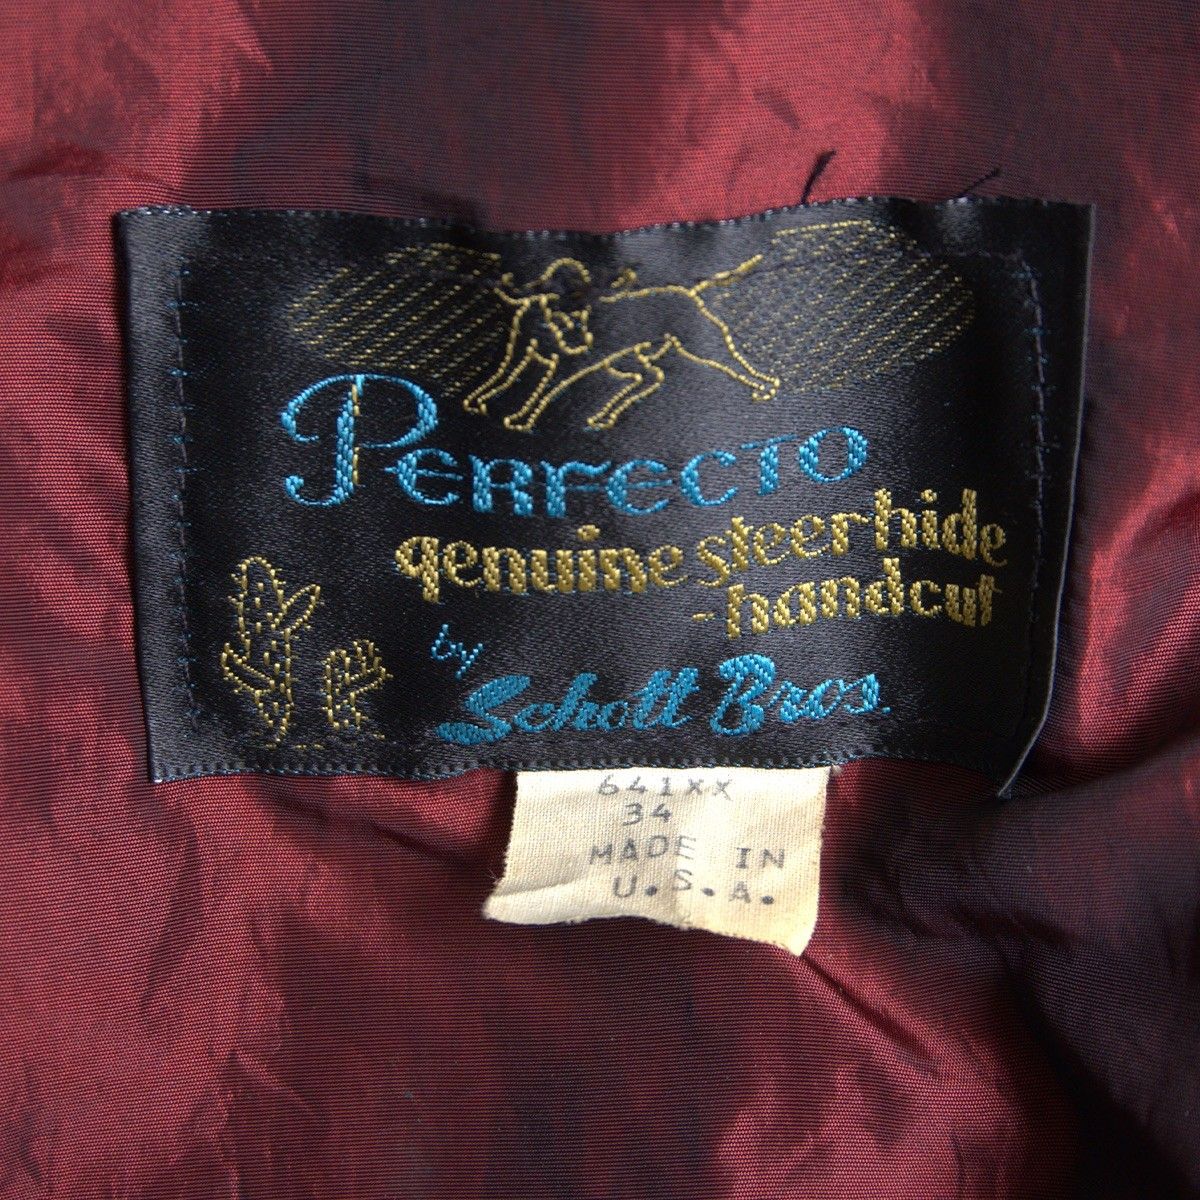 PERFECTO
genuine steerhide
-handcut
by
Schott Bros.
641XX
34
MADE IN
U.S.A.